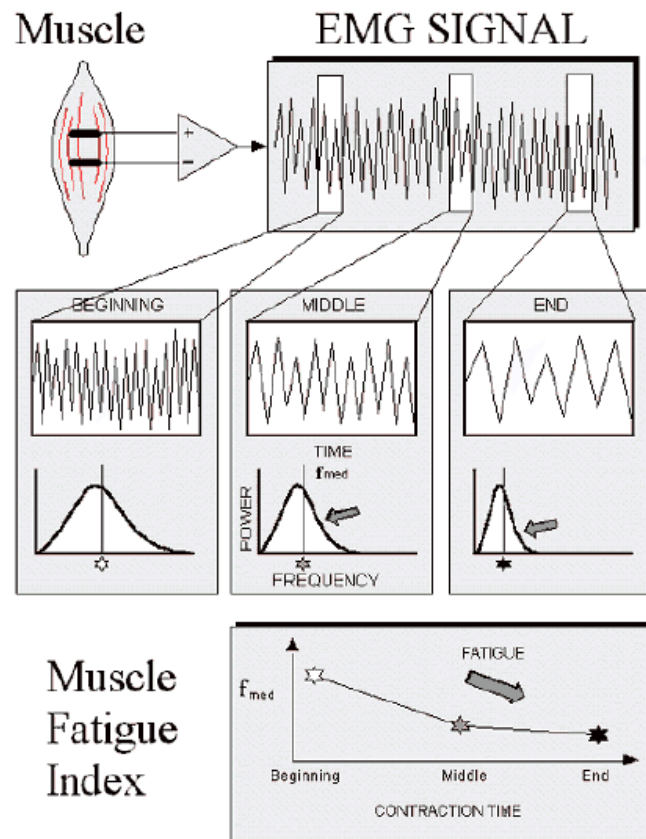 Muscle
EMG SIGNAL
+
−
BEGINNING
MIDDLE
END
TIME
fmed
POWER
FREQUENCY
Muscle
Fatigue
Index
fmed
FATIGUE
Beginning
Middle
End
CONTRACTION TIME